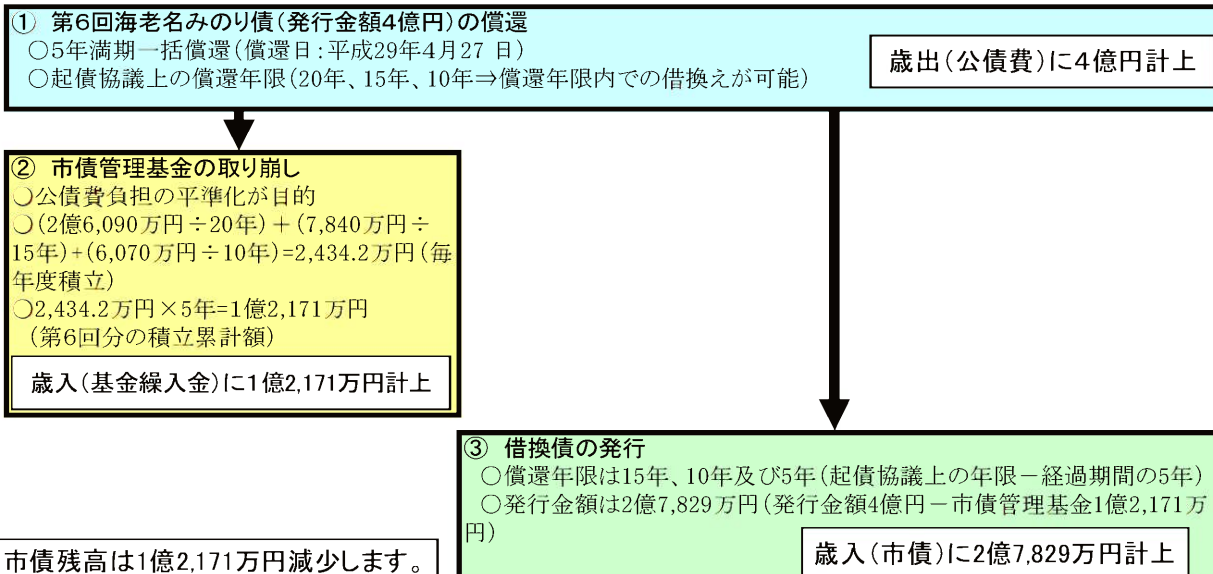 ① 第6回海老名みのり債(発行金額4億円)の償還
○5年満期一括償還(償還日:平成29年4月27 日)
○起債協議上の償還年限(20年、15年、10年⇒償還年限内での借換えが可能)
歳出(公債費)に4億円計上
② 市債管理基金の取り崩し
○公債費負担の平準化が目的
○(2億6,090万円÷20年)+(7,840万円÷
15年)+(6,070万円÷10年)=2,434.2万円(毎
年度積立)
○2,434.2万円×5年=1億2,171万円
(第6回分の積立累計額)
歳入(基金繰入金)に1億2,171万円計上
③ 借換債の発行
○償還年限は15年、10年及び5年(起債協議上の年限-経過期間の5年)
○発行金額は2億7,829万円(発行金額4億円-市債管理基金1億2,171万
円)
歳入(市債)に2億7,829万円計上
市債残高は1億2,171万円減少します。